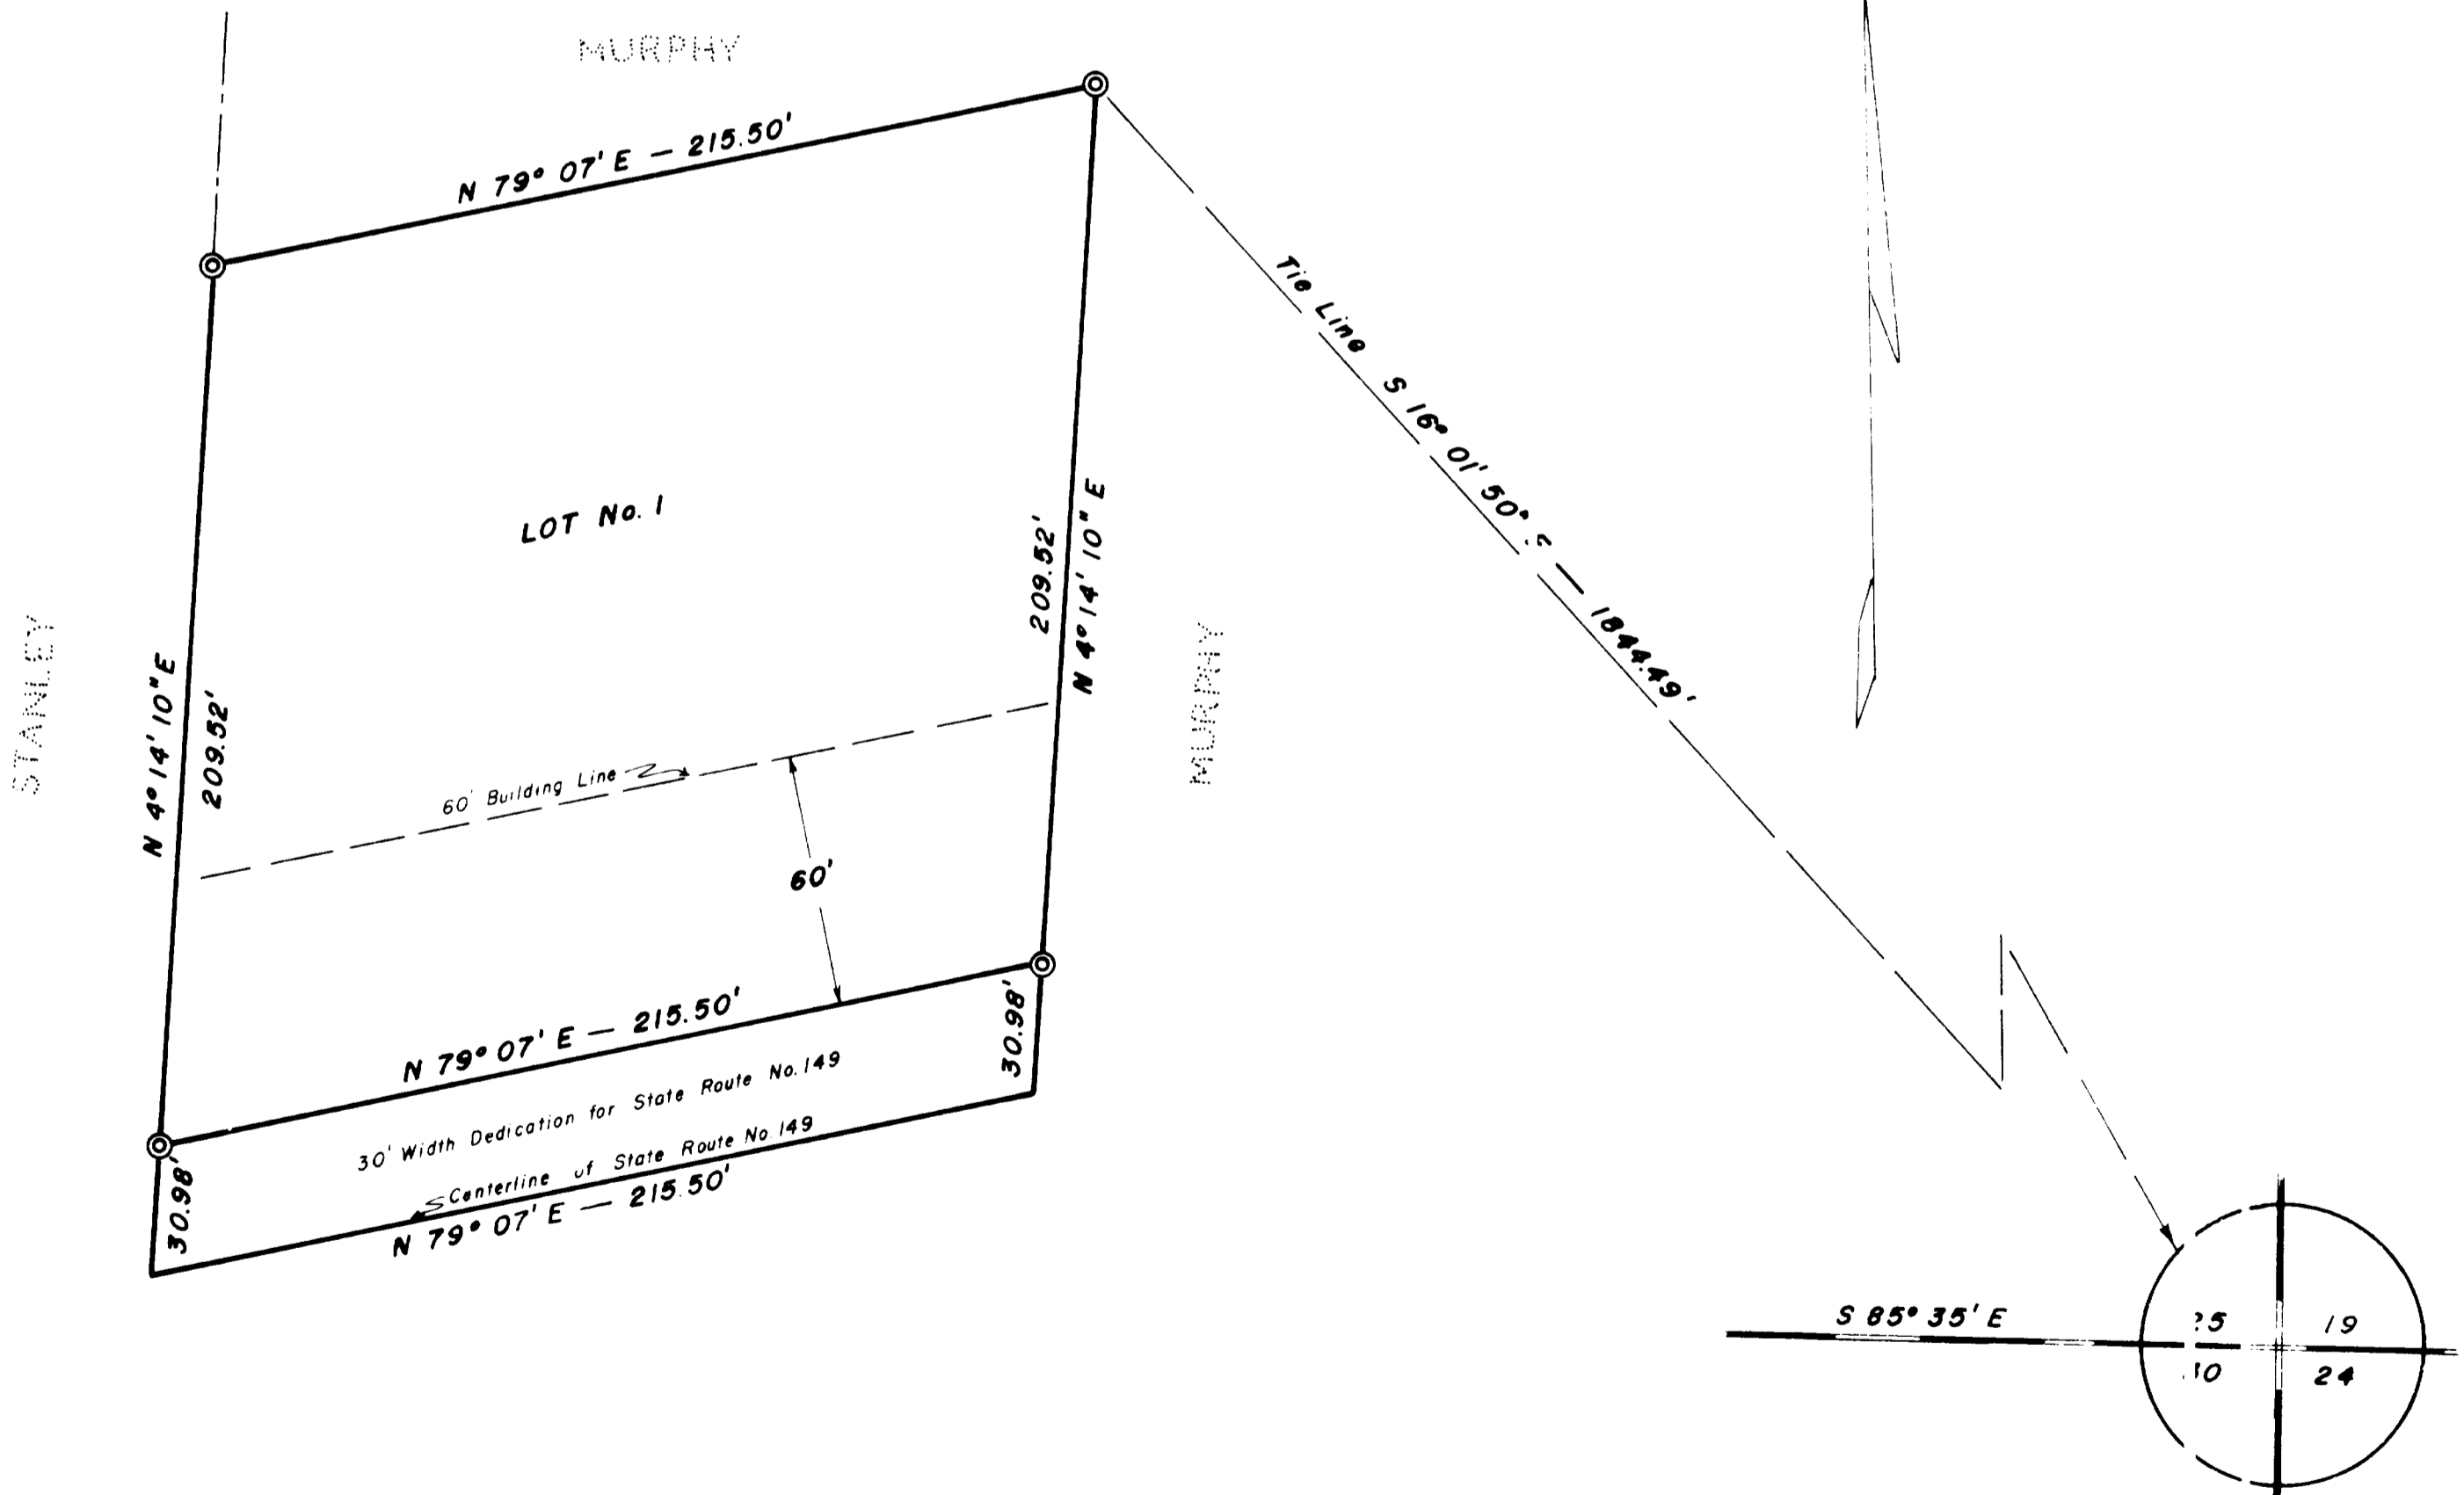 MURPHY
N 79° 07' E — 215.50'
Tie Line S 16° 01' 50"
LOT No. 1
209.52'
N 4° 14' 10" E
STANLEY
N 4° 14' 10" E
209.52'
MURPHY
60' Building Line
60'
N 79° 07' E — 215.50'
30.98'
30' Width Dedication for State Route No. 149
Centerline of State Route No. 149
N 79° 07' E — 215.50'
30.98'
S 85° 35' E
19
24